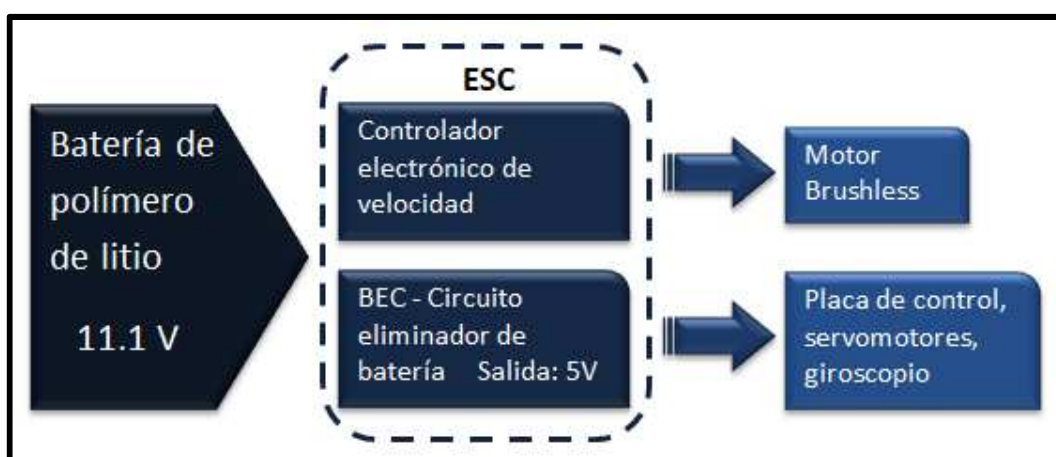 Batería de
polímero
de litio
11.1 V
ESC
Controlador
electrónico de
velocidad
BEC - Circuito
eliminador de
batería Salida: 5V
Motor
Brushless
Placa de control,
servomotores,
giroscopio